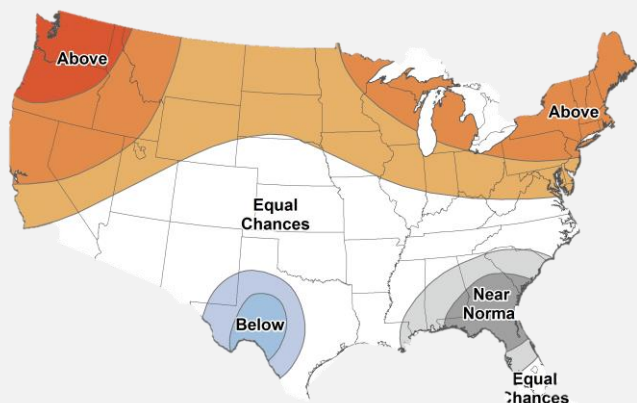 Above
Above
Equal
Chances
Below
Near
Norma
Equal
Chances